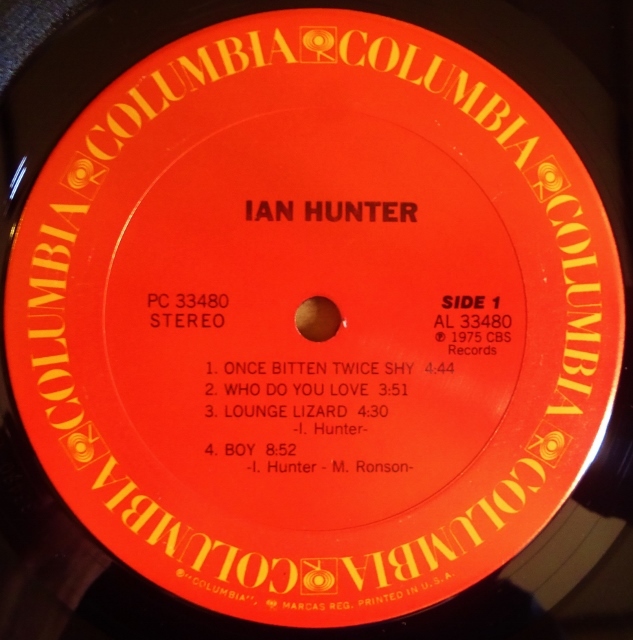 COLUMBIA COLUMBIA COLUMBIA COLUMBIA COLUMBIA COLUMBIA COLUMBIA COLUMBIA
IAN HUNTER
PC 33480
STEREO
SIDE 1
AL 33480
℗ 1975 CBS
Records
1. ONCE BITTEN TWICE SHY 4:44
2. WHO DO YOU LOVE 3:51
3. LOUNGE LIZARD 4:30
-I. Hunter-
4. BOY 8:52
-I. Hunter - M. Ronson-
®"COLUMBIA", MARCAS REG. PRINTED IN U.S.A.